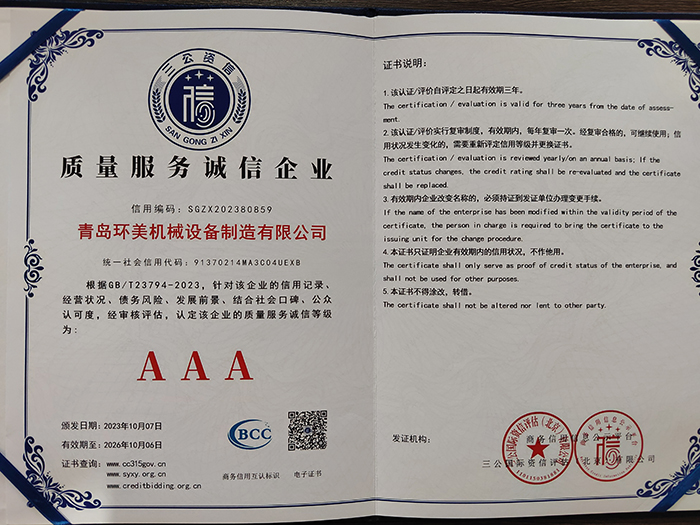 三公资信
信
SAN GONG ZI XIN
质量服务诚信企业
信用编码：SGZX202380859
青岛环美机械设备制造有限公司
统一社会信用代码：91370214MA3C04UEXB
根据GB/T23794-2023，针对该企业的信用记录、
经营状况、债务风险、发展前景、结合社会口碑、公众
认可度，经审核评估，认定该企业的质量服务诚信等级
为：
AAA
颁发日期：2023年10月07日
有效期至：2026年10月06日
证书查询：www.cc315gov.cn
www.syxy.org.cn
www.creditbidding.org.cn
BCC
商务信用互认标识
电子证书
证书说明：
1. 该认证/评价自评定之日起有效期三年。
The certification / evaluation is valid for three years from the date of assess-
ment.
2. 该认证/评价实行复审制度，有效期内，每年复审一次，经复审合格的，可继续使用；信
用状况发生变化的，需要重新评定信用等级并更换证书。
The certification / evaluation is reviewed yearly/on an annual basis; If the
credit status changes, the credit rating shall be re-evaluated and the certificate
shall be replaced.
3. 有效期内企业改变名称的，必须持证到发证单位办理变更手续。
If the name of the enterprise has been modified within the validity period of the
certificate, the person in charge is required to bring the certificate to the
issuing unit for the change procedure.
4. 本证书只证明企业有效期内的信用状况，不作他用。
The certificate shall only serve as proof of credit status of the enterprise, and
shall not be used for other purposes.
5. 本证书不得涂改，转借。
The certificate shall not be altered nor lent to other party.
发证机构：
商务信用信息公示平台
三公国际资信评估（北京）有限公司